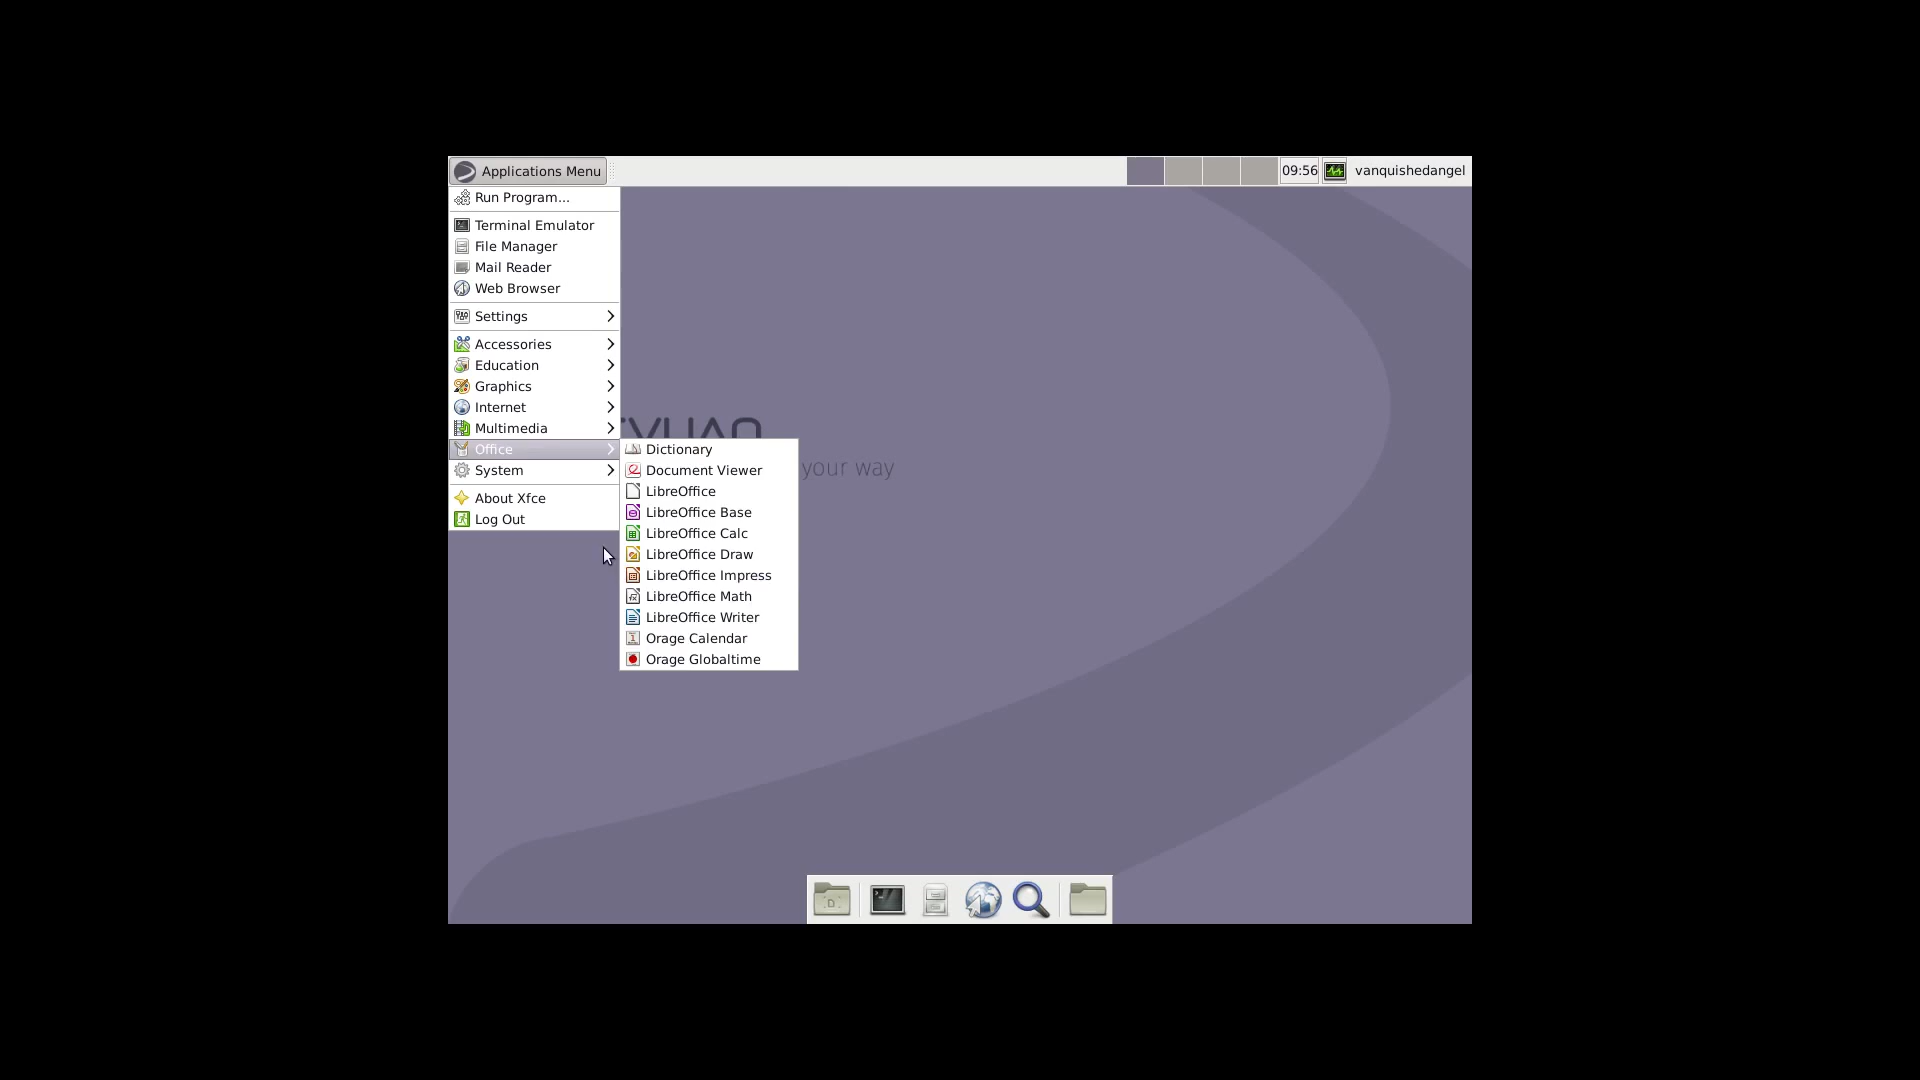 Applications Menu
09:56
vanquishedangel
Run Program...
Terminal Emulator
File Manager
Mail Reader
Web Browser
Settings
Accessories
Education
Graphics
Internet
Multimedia
Office
System
About Xfce
Log Out
Dictionary
Document Viewer
LibreOffice
LibreOffice Base
LibreOffice Calc
LibreOffice Draw
LibreOffice Impress
LibreOffice Math
LibreOffice Writer
Orage Calendar
Orage Globaltime
your way